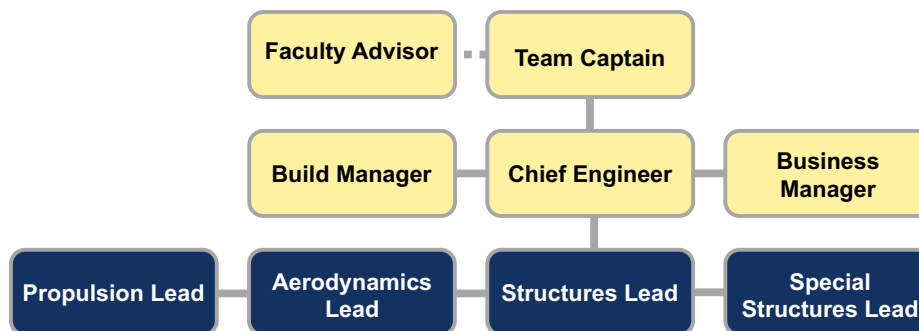 Faculty Advisor
Team Captain
Build Manager
Chief Engineer
Business
Manager
Propulsion Lead
Aerodynamics
Lead
Structures Lead
Special
Structures Lead